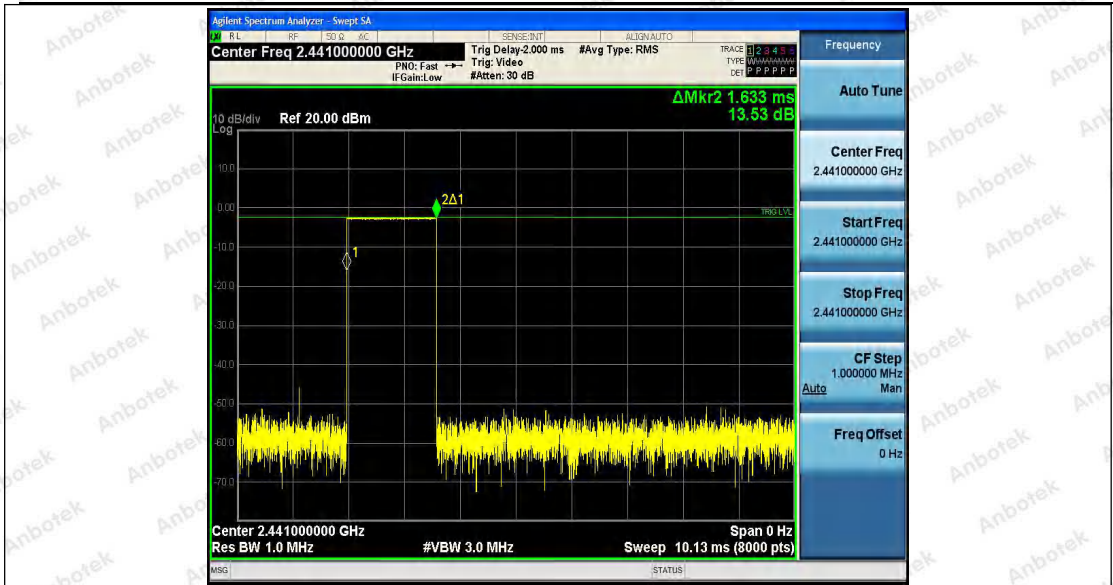 Agilent Spectrum Analyzer - Swept SA
RL RF 50 Ω AC SENSE:INT ALIGN AUTO
Center Freq 2.441000000 GHz
PNO: Fast
IFGain:Low
Trig Delay-2.000 ms
Trig: Video
#Atten: 30 dB
#Avg Type: RMS
TRACE 1 2 3 4 5 6
TYPE
DET P P P P P P
ΔMkr2 1.633 ms
13.53 dB
10 dB/div
Log
Ref 20.00 dBm
10.0
0.00
-10.0
-20.0
-30.0
-40.0
-50.0
-60.0
-70.0
2Δ1
1
TRIG LVL
Center 2.441000000 GHz
Span 0 Hz
Res BW 1.0 MHz
#VBW 3.0 MHz
Sweep 10.13 ms (8000 pts)
MSG
STATUS
Frequency
Auto Tune
Center Freq
2.441000000 GHz
Start Freq
2.441000000 GHz
Stop Freq
2.441000000 GHz
CF Step
1.000000 MHz
Auto Man
Freq Offset
0 Hz
Anbotek